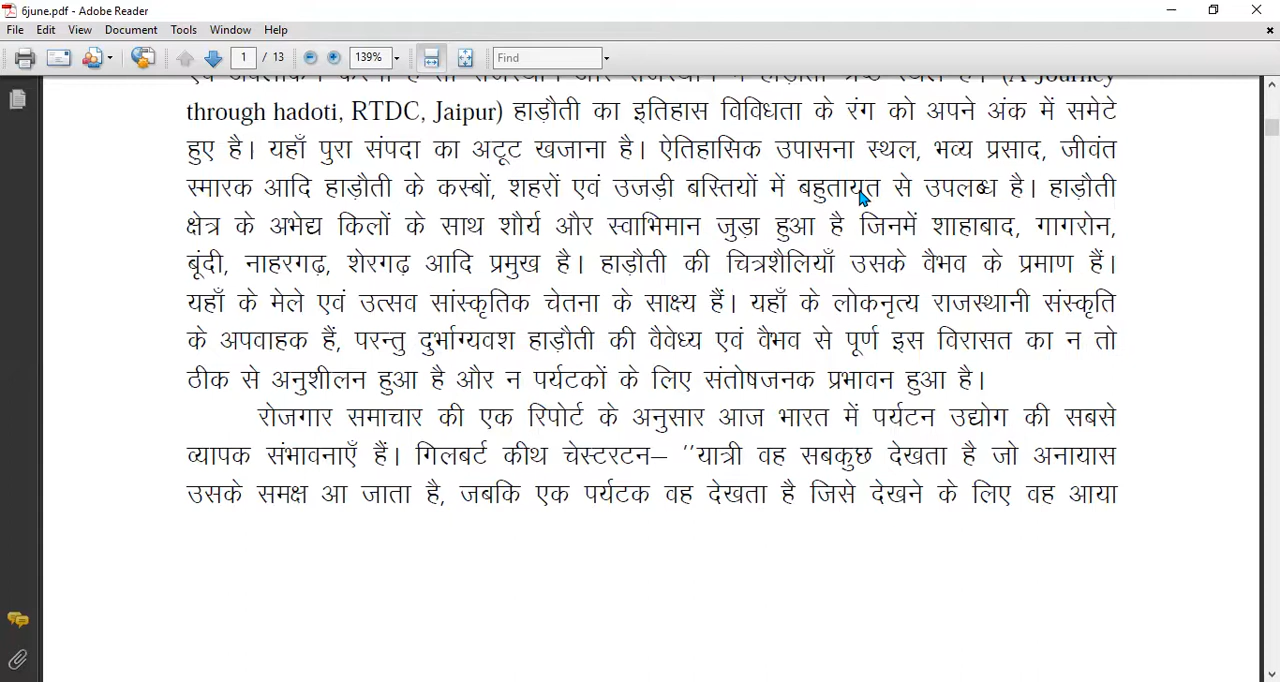 6june.pdf - Adobe Reader
File Edit View Document Tools Window Help
1 / 13 139% Find
through hadoti, RTDC, Jaipur) हाड़ौती का इतिहास विविधता के रंग को अपने अंक में समेटे
हुए है। यहाँ पुरा संपदा का अटूट खजाना है। ऐतिहासिक उपासना स्थल, भव्य प्रसाद, जीवंत
स्मारक आदि हाड़ौती के कस्बों, शहरों एवं उजड़ी बस्तियों में बहुतायत से उपलब्ध है। हाड़ौती
क्षेत्र के अभेद्य किलों के साथ शौर्य और स्वाभिमान जुड़ा हुआ है जिनमें शाहाबाद, गागरोन,
बूंदी, नाहरगढ़, शेरगढ़ आदि प्रमुख है। हाड़ौती की चित्रशैलियाँ उसके वैभव के प्रमाण हैं।
यहाँ के मेले एवं उत्सव सांस्कृतिक चेतना के साक्ष्य हैं। यहाँ के लोकनृत्य राजस्थानी संस्कृति
के अपवाहक हैं, परन्तु दुर्भाग्यवश हाड़ौती की वैवेध्य एवं वैभव से पूर्ण इस विरासत का न तो
ठीक से अनुशीलन हुआ है और न पर्यटकों के लिए संतोषजनक प्रभावन हुआ है।
रोजगार समाचार की एक रिपोर्ट के अनुसार आज भारत में पर्यटन उद्योग की सबसे
व्यापक संभावनाएँ हैं। गिलबर्ट कीथ चेस्टरटन– ''यात्री वह सबकुछ देखता है जो अनायास
उसके समक्ष आ जाता है, जबकि एक पर्यटक वह देखता है जिसे देखने के लिए वह आया